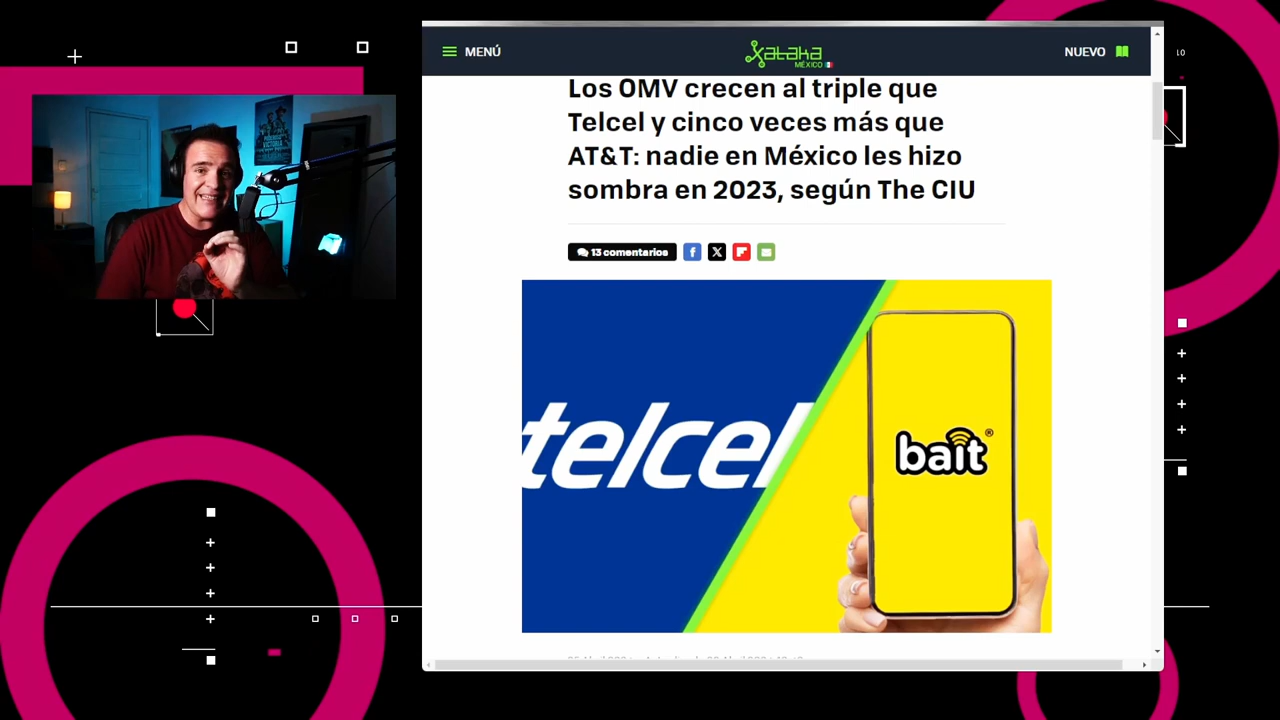 MENÚ
Xataka
MÉXICO
NUEVO
Los OMV crecen al triple que
Telcel y cinco veces más que
AT&T: nadie en México les hizo
sombra en 2023, según The CIU
13 comentarios
telcel
bait
10